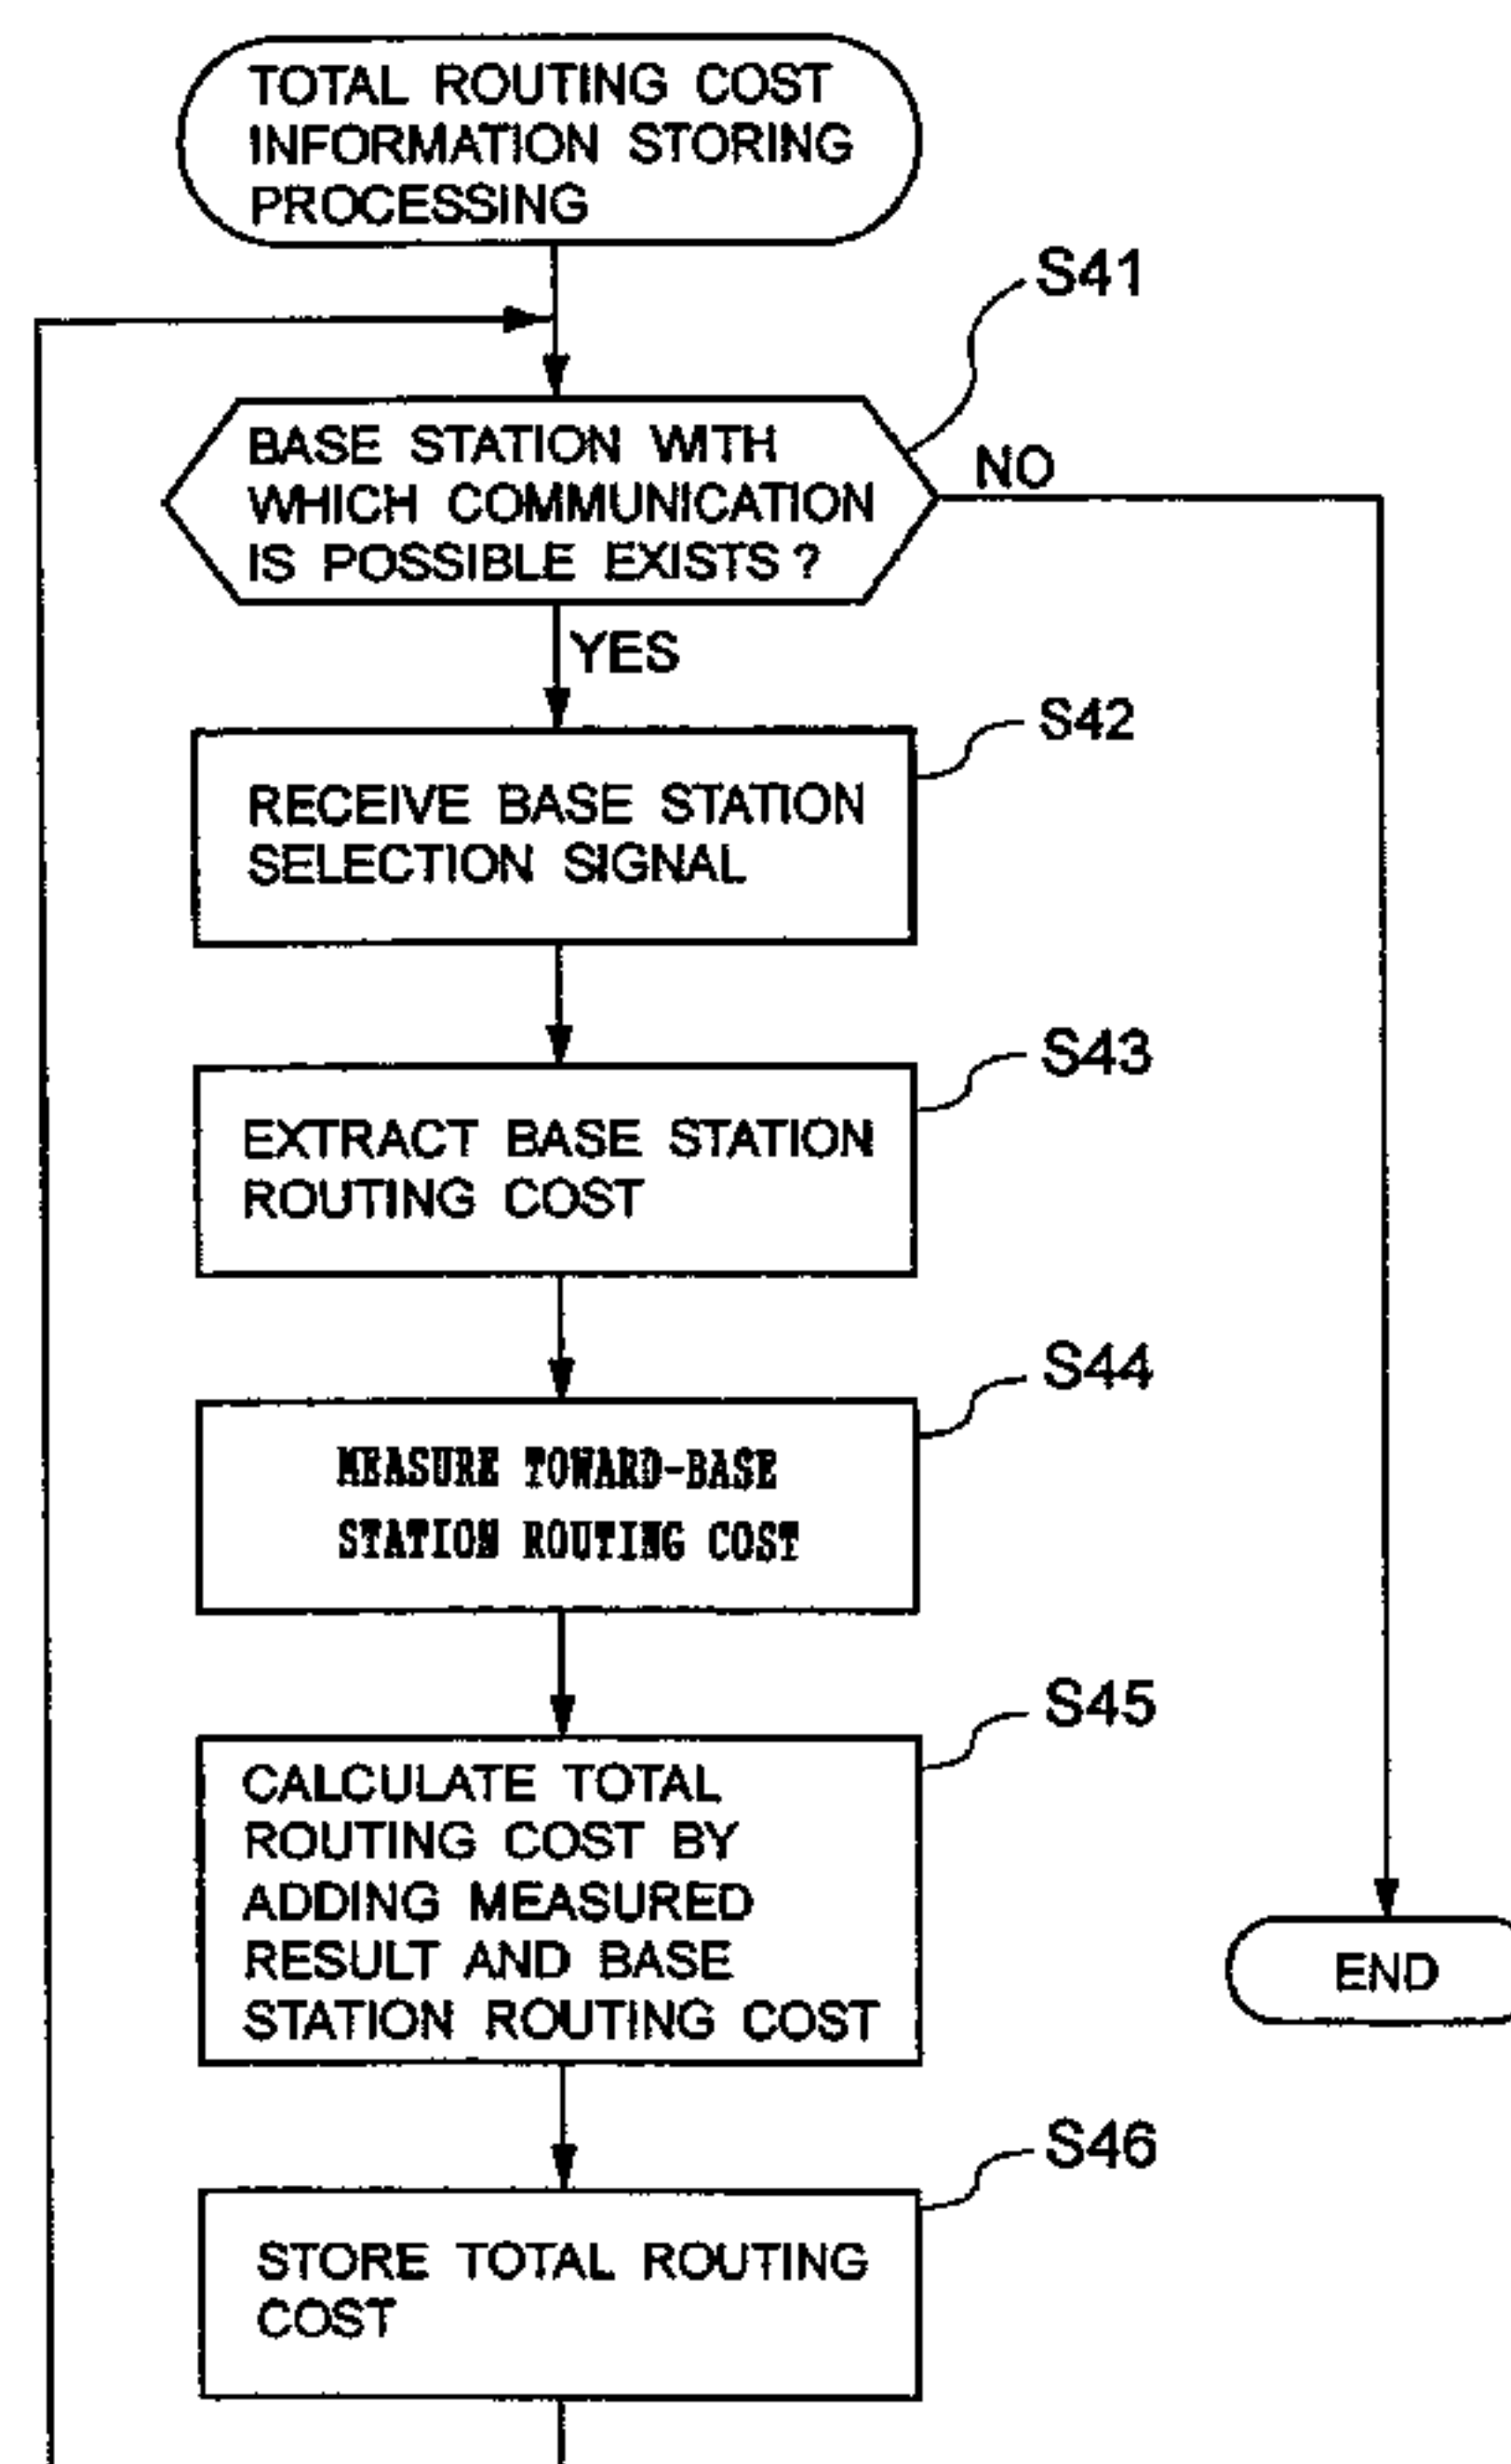 TOTAL ROUTING COST
INFORMATION STORING
PROCESSING
S41
BASE STATION WITH
WHICH COMMUNICATION
IS POSSIBLE EXISTS?
NO
YES
S42
RECEIVE BASE STATION
SELECTION SIGNAL
S43
EXTRACT BASE STATION
ROUTING COST
S44
MEASURE TOWARD-BASE
STATION ROUTING COST
S45
CALCULATE TOTAL
ROUTING COST BY
ADDING MEASURED
RESULT AND BASE
STATION ROUTING COST
END
S46
STORE TOTAL ROUTING
COST